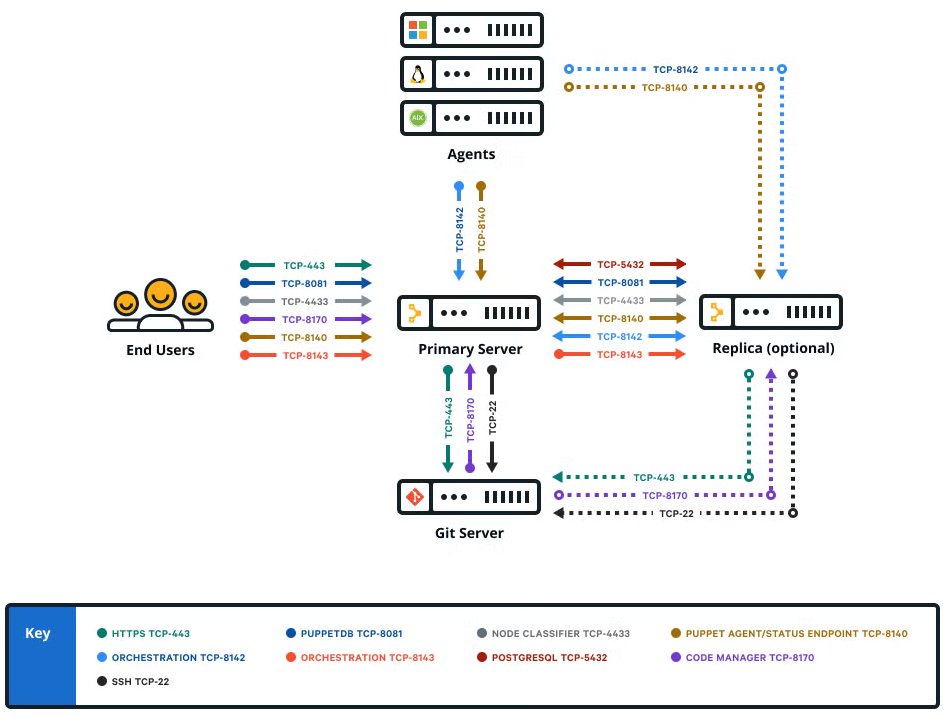 AIX
Agents
TCP-8142
TCP-8140
TCP-8142
TCP-8140
TCP-443
TCP-8081
TCP-4433
TCP-8170
TCP-8140
TCP-8143
End Users
TCP-5432
TCP-8081
TCP-4433
TCP-8140
TCP-8142
TCP-8143
Primary Server
Replica (optional)
TCP-443
TCP-8170
TCP-22
TCP-443
TCP-8170
TCP-22
Git Server
Key
HTTPS TCP-443
PUPPETDB TCP-8081
NODE CLASSIFIER TCP-4433
PUPPET AGENT/STATUS ENDPOINT TCP-8140
ORCHESTRATION TCP-8142
ORCHESTRATION TCP-8143
POSTGRESQL TCP-5432
CODE MANAGER TCP-8170
SSH TCP-22